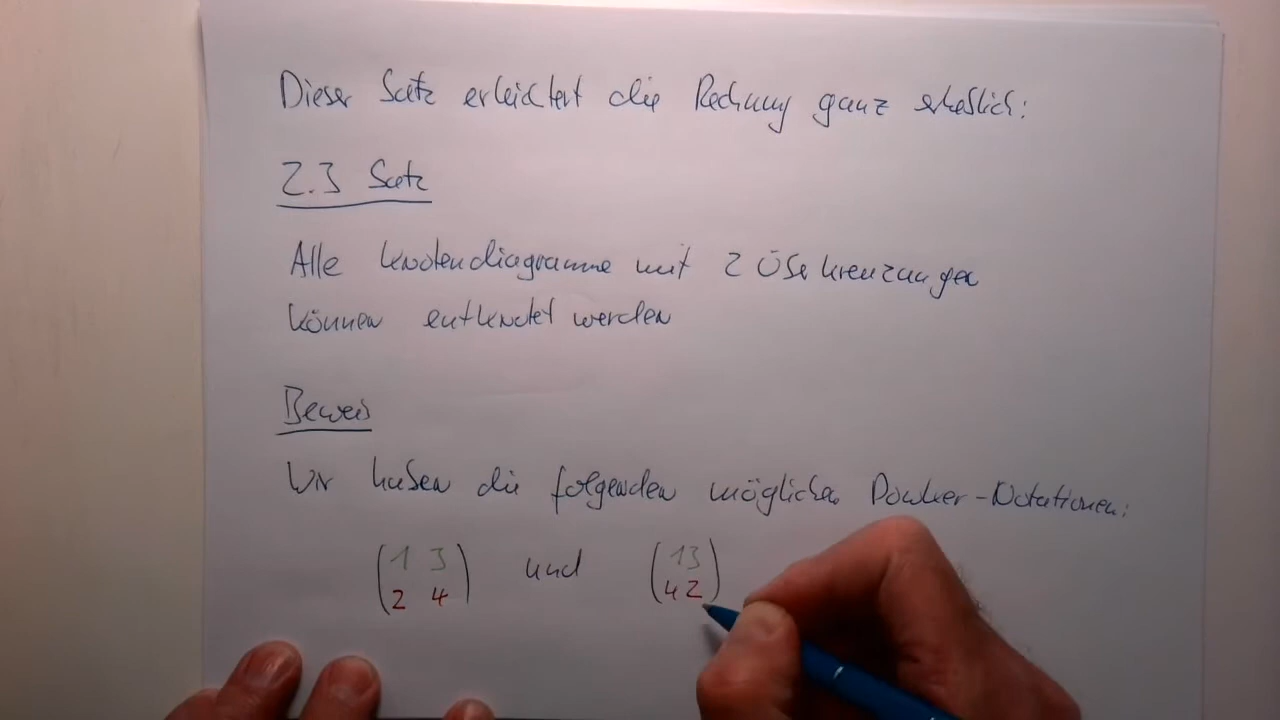 Dieser Satz erleichtert die Rechnung ganz erheblich:
2.3 Satz
Alle Knotendiagramme mit 2 Überkreuzungen
können entknotet werden
Beweis
Wir haben die folgenden möglichen Dowker-Notationen:
(1 3) und (1 3)
(2 4) (4 2)